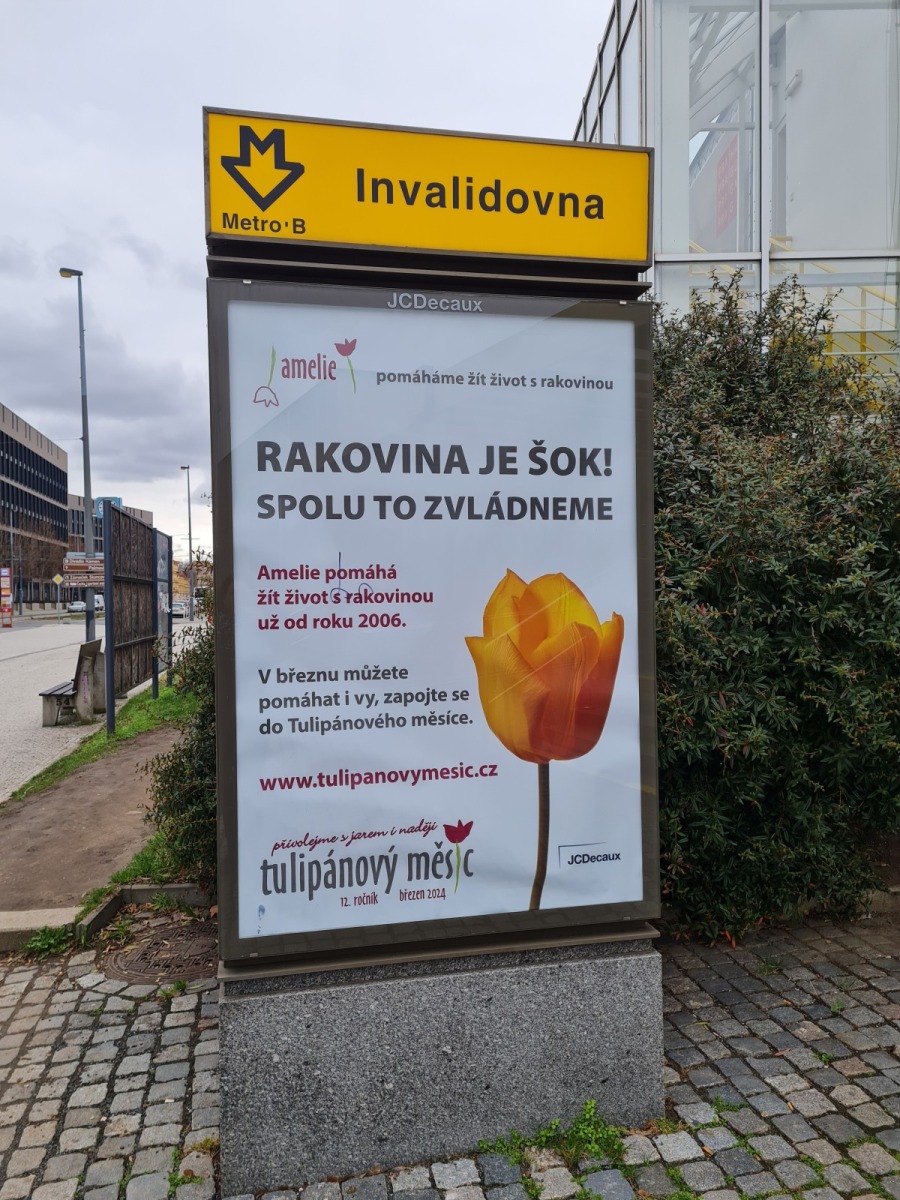 Invalidovna
Metro·B
JCDecaux
amelie
pomáháme žít život s rakovinou
RAKOVINA JE ŠOK!
SPOLU TO ZVLÁDNEME
Amelie pomáhá
žít život s rakovinou
už od roku 2006.
V březnu můžete
pomáhat i vy, zapojte se
do Tulipánového měsíce.
www.tulipanovymesic.cz
přivolejme s jarem i naději
tulipánový měsíc
12. ročník březen 2024
JCDecaux